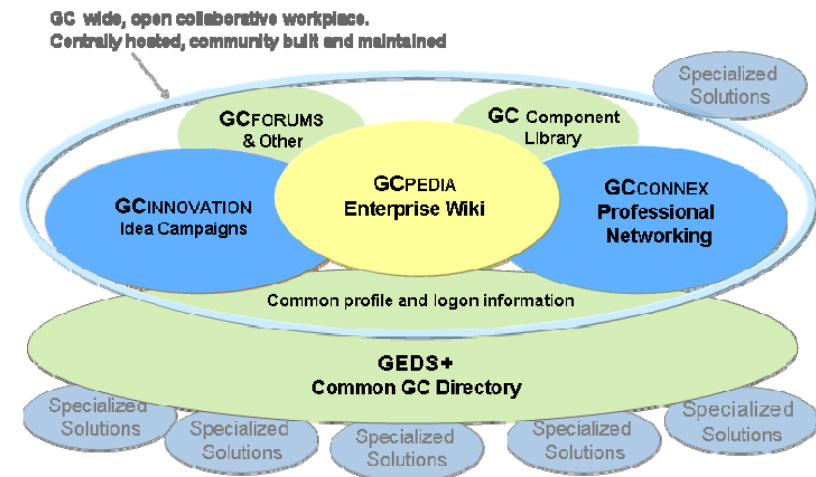 GC wide, open collaborative workplace.
Centrally hosted, community built and maintained
Specialized
Solutions
GCFORUMS
& Other
GC Component
Library
GCPEDIA
Enterprise Wiki
GCINNOVATION
Idea Campaigns
GCCONNEX
Professional
Networking
Common profile and logon information
GEDS+
Common GC Directory
Specialized
Solutions
Specialized
Solutions
Specialized
Solutions
Specialized
Solutions
Specialized
Solutions